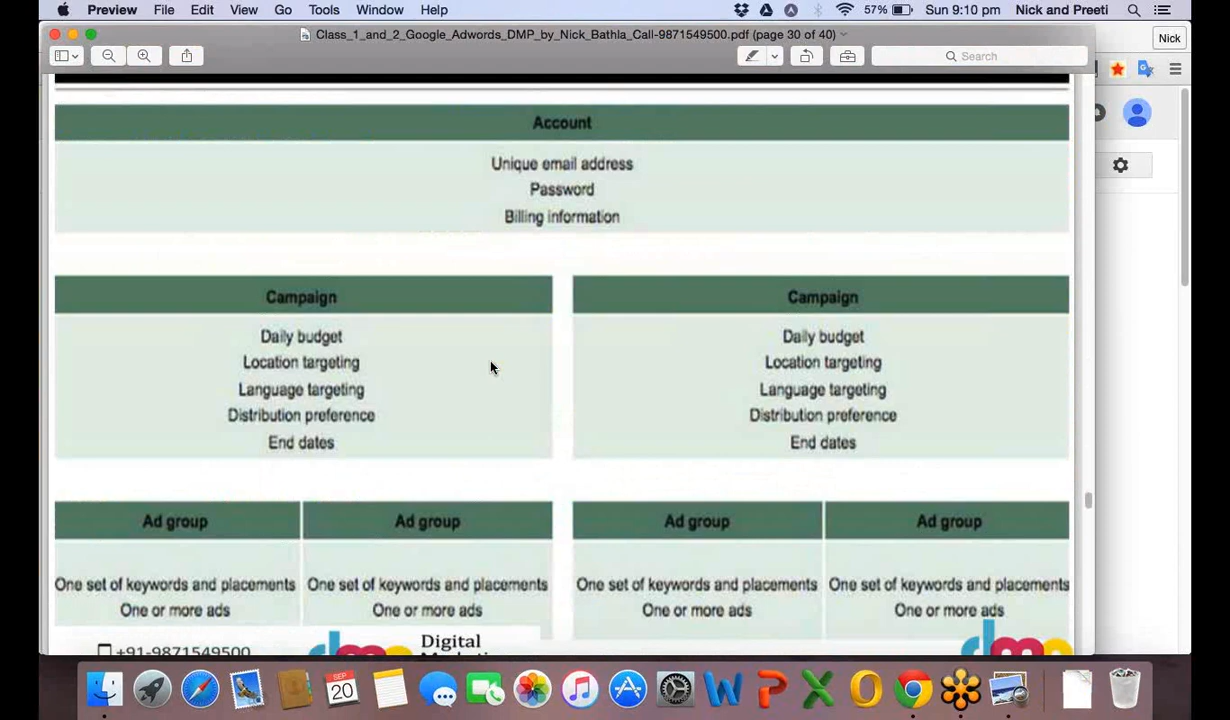 Preview File Edit View Go Tools Window Help 57% Sun 9:10 pm Nick and Preeti
Class_1_and_2_Google_Adwords_DMP_by_Nick_Bathla_Call-9871549500.pdf (page 30 of 40)
Nick
Search
Account
Unique email address
Password
Billing information
Campaign Campaign
Daily budget Daily budget
Location targeting Location targeting
Language targeting Language targeting
Distribution preference Distribution preference
End dates End dates
Ad group Ad group Ad group Ad group
One set of keywords and placements One set of keywords and placements One set of keywords and placements One set of keywords and placements
One or more ads One or more ads One or more ads One or more ads
+91-9871549500 Digital
SEP
20